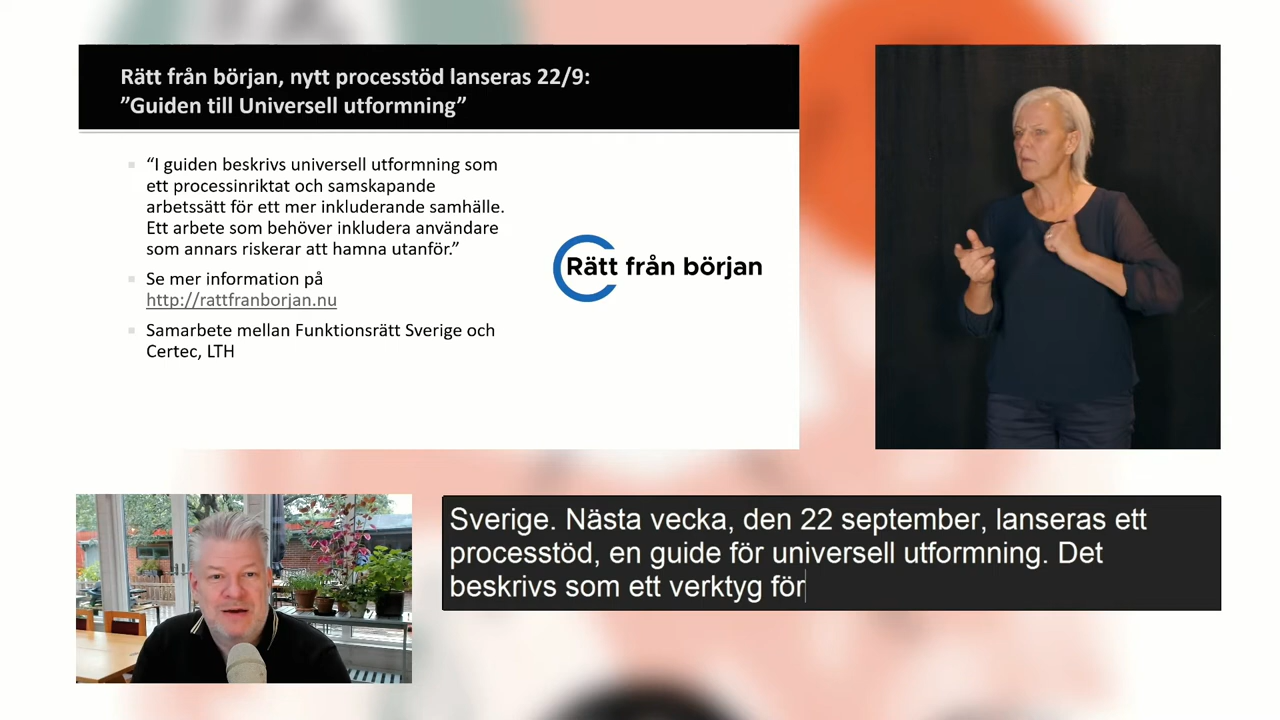 Rätt från början, nytt processtöd lanseras 22/9:
”Guiden till Universell utformning”
“I guiden beskrivs universell utformning som
ett processinriktat och samskapande
arbetssätt för ett mer inkluderande samhälle.
Ett arbete som behöver inkludera användare
som annars riskerar att hamna utanför.”
Se mer information på
http://rattfranborjan.nu
Samarbete mellan Funktionsrätt Sverige och
Certec, LTH
Rätt från början
Sverige. Nästa vecka, den 22 september, lanseras ett
processtöd, en guide för universell utformning. Det
beskrivs som ett verktyg för